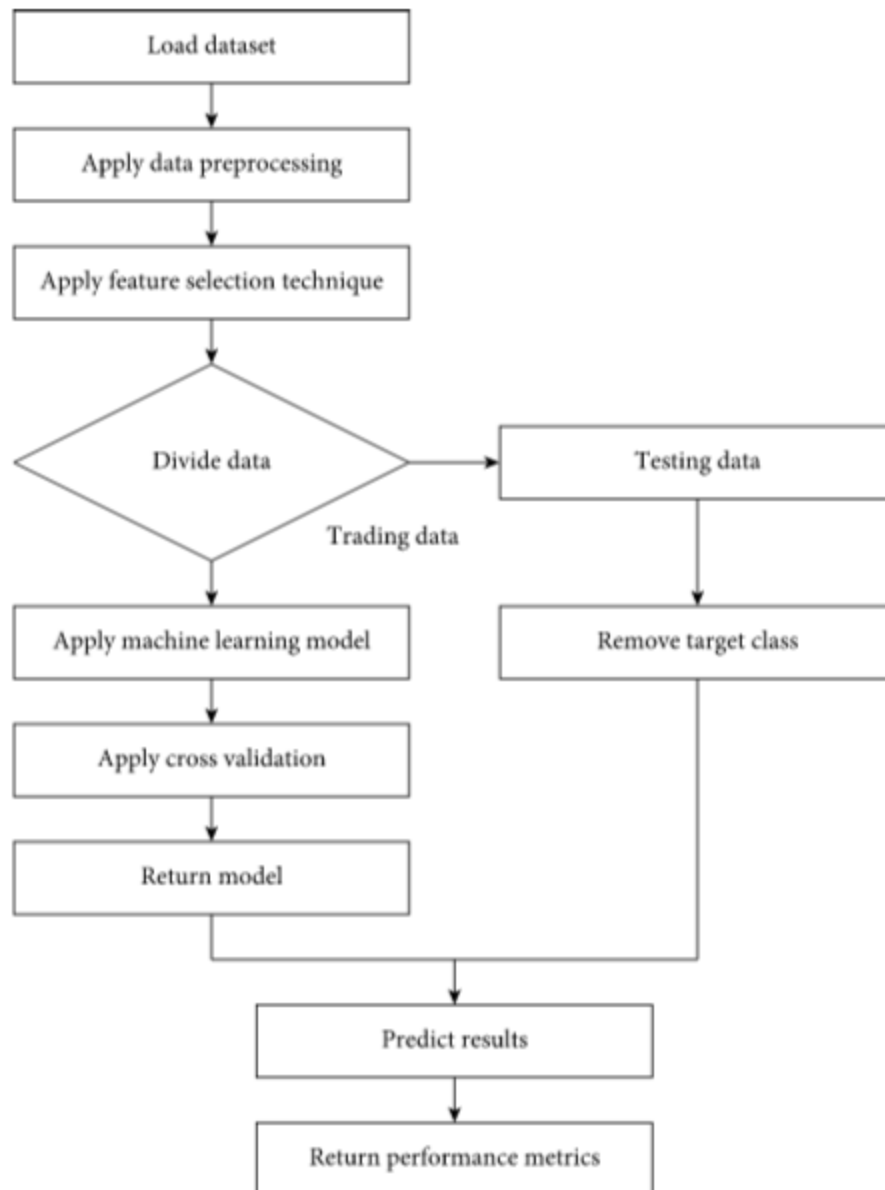 Load dataset
Apply data preprocessing
Apply feature selection technique
Divide data
Testing data
Trading data
Apply machine learning model
Remove target class
Apply cross validation
Return model
Predict results
Return performance metrics